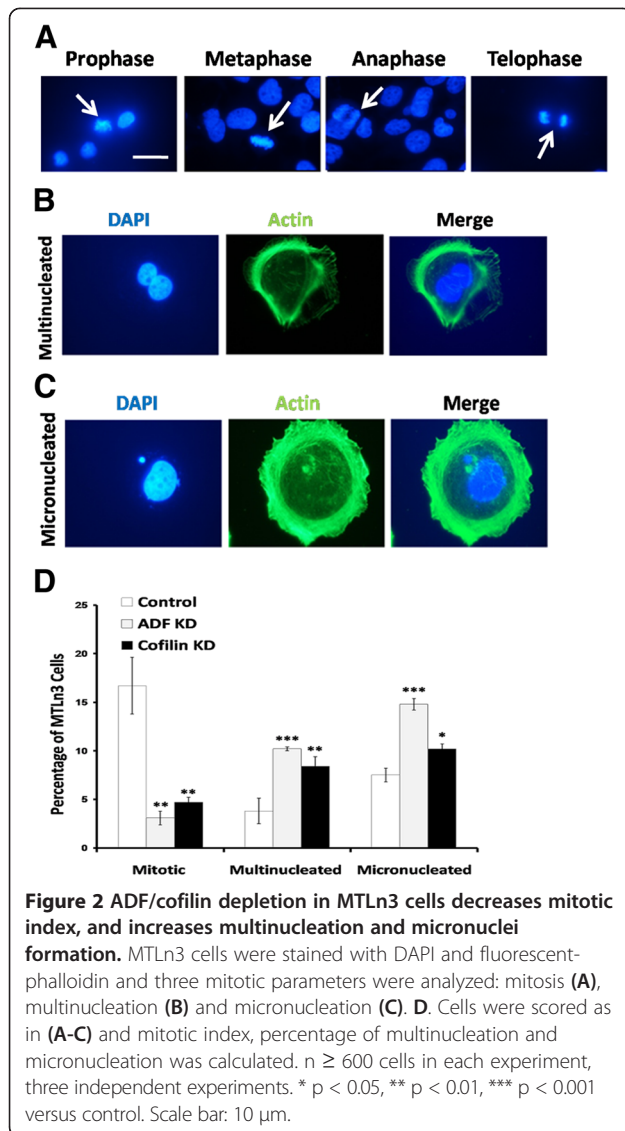 A
Prophase Metaphase Anaphase Telophase
B
DAPI Actin Merge
Multinucleated
C
DAPI Actin Merge
Micronucleated
D
Control
ADF KD
Cofilin KD
Percentage of MTLn3 Cells
25
20
15
10
5
0
** ** *** ** *** *
Mitotic Multinucleated Micronucleated
Figure 2 ADF/cofilin depletion in MTLn3 cells decreases mitotic
index, and increases multinucleation and micronuclei
formation. MTLn3 cells were stained with DAPI and fluorescent-
phalloidin and three mitotic parameters were analyzed: mitosis (A),
multinucleation (B) and micronucleation (C). D. Cells were scored as
in (A-C) and mitotic index, percentage of multinucleation and
micronucleation was calculated. n ≥ 600 cells in each experiment,
three independent experiments. * p < 0.05, ** p < 0.01, *** p < 0.001
versus control. Scale bar: 10 μm.